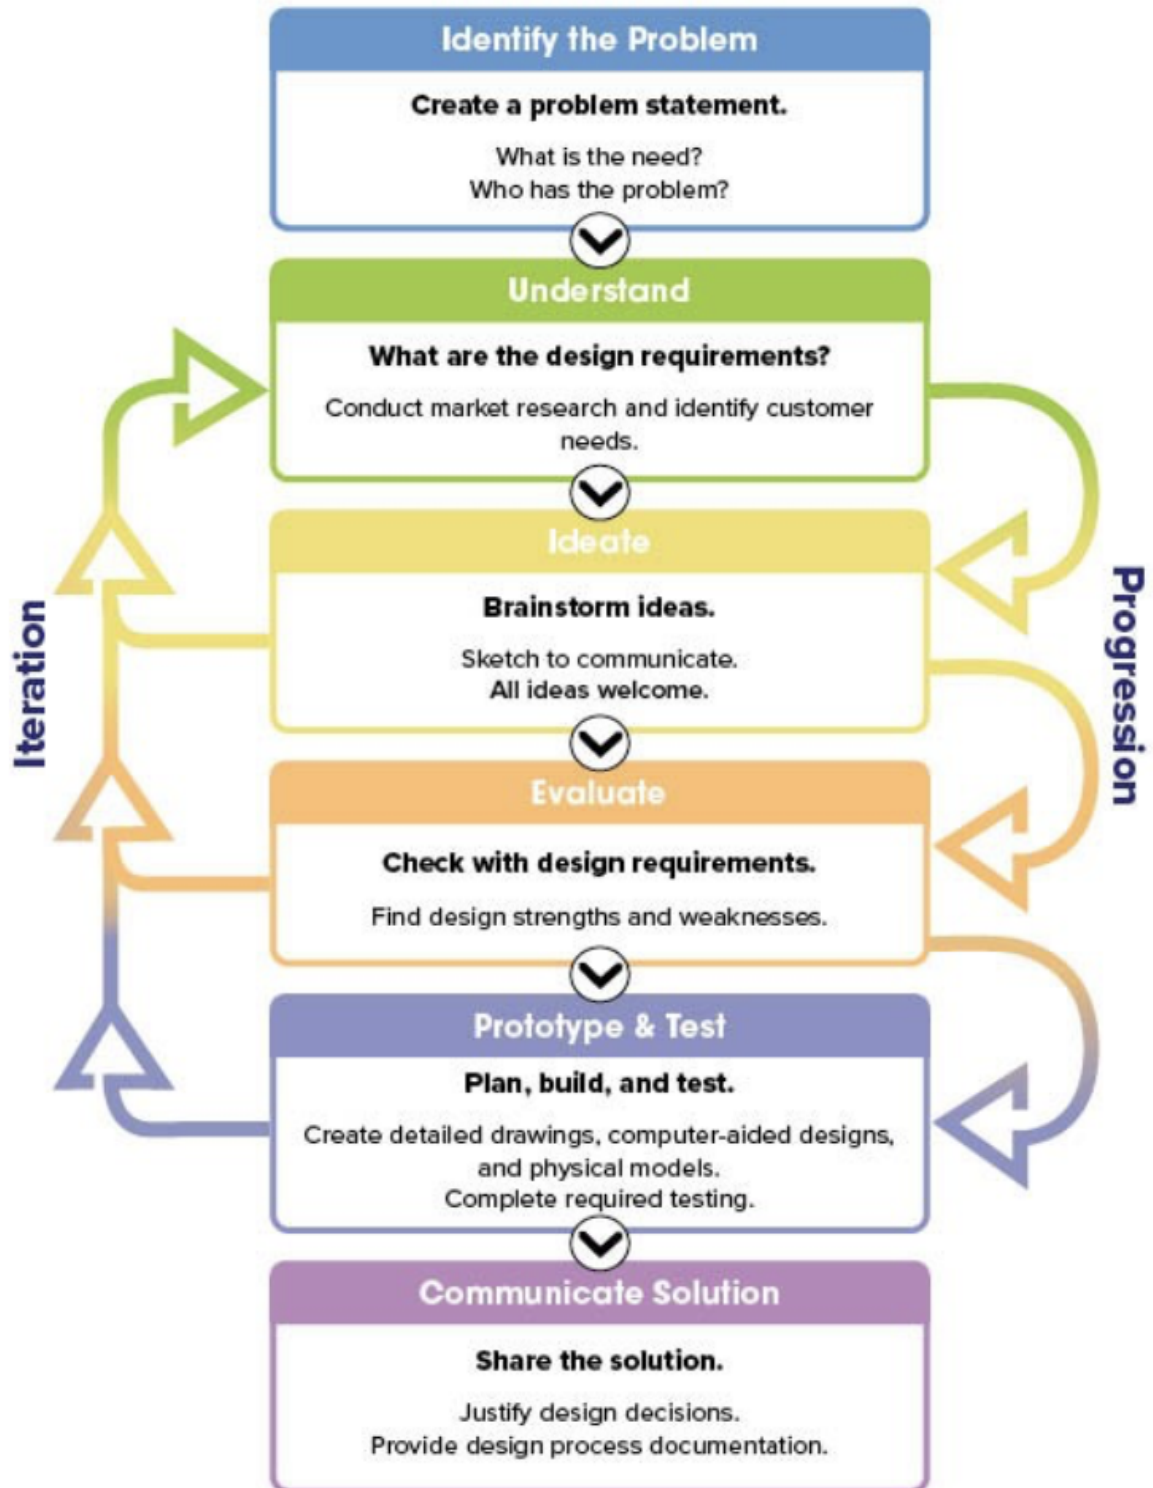 Identify the Problem
Create a problem statement.
What is the need?
Who has the problem?
Understand
What are the design requirements?
Conduct market research and identify customer
needs.
Ideate
Brainstorm ideas.
Sketch to communicate.
All ideas welcome.
Evaluate
Check with design requirements.
Find design strengths and weaknesses.
Prototype & Test
Plan, build, and test.
Create detailed drawings, computer-aided designs,
and physical models.
Complete required testing.
Communicate Solution
Share the solution.
Justify design decisions.
Provide design process documentation.
Iteration
Progression